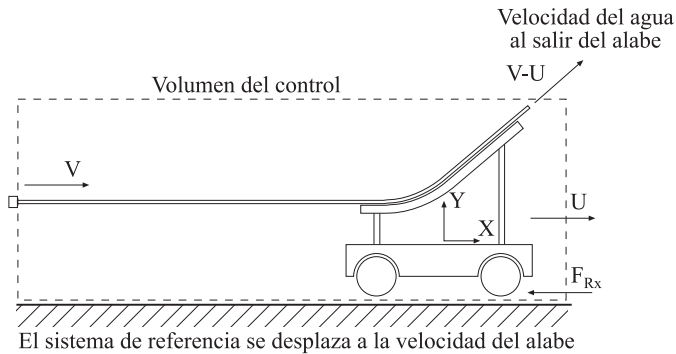 Velocidad del agua
al salir del alabe
V-U
Volumen del control
V
U
Y
X
F_Rx
El sistema de referencia se desplaza a la velocidad del alabe